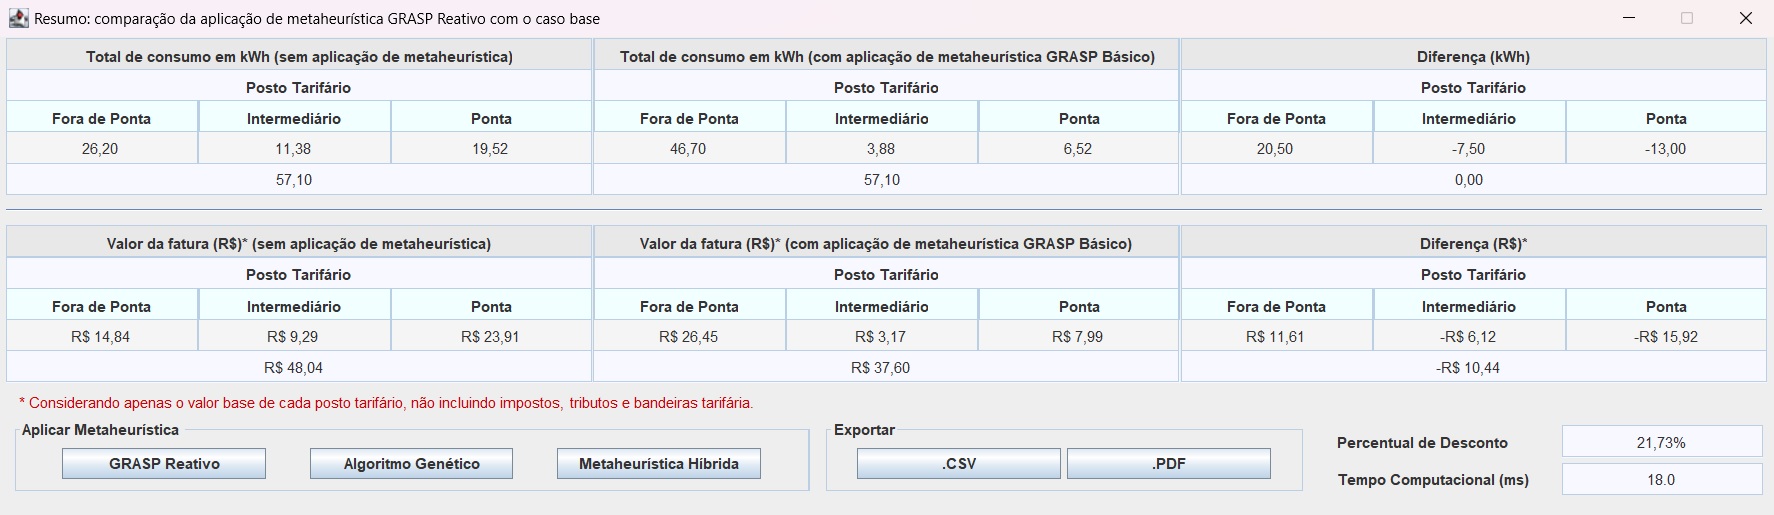 Resumo: comparação da aplicação de metaheurística GRASP Reativo com o caso base
Total de consumo em kWh (sem aplicação de metaheurística) Total de consumo em kWh (com aplicação de metaheurística GRASP Básico) Diferença (kWh)
Posto Tarifário Posto Tarifário Posto Tarifário
Fora de Ponta Intermediário Ponta Fora de Ponta Intermediário Ponta Fora de Ponta Intermediário Ponta
26,20 11,38 19,52 46,70 3,88 6,52 20,50 -7,50 -13,00
57,10 57,10 0,00
Valor da fatura (R$)* (sem aplicação de metaheurística) Valor da fatura (R$)* (com aplicação de metaheurística GRASP Básico) Diferença (R$)*
Posto Tarifário Posto Tarifário Posto Tarifário
Fora de Ponta Intermediário Ponta Fora de Ponta Intermediário Ponta Fora de Ponta Intermediário Ponta
R$ 14,84 R$ 9,29 R$ 23,91 R$ 26,45 R$ 3,17 R$ 7,99 R$ 11,61 -R$ 6,12 -R$ 15,92
R$ 48,04 R$ 37,60 -R$ 10,44
* Considerando apenas o valor base de cada posto tarifário, não incluindo impostos, tributos e bandeiras tarifária.
Aplicar Metaheurística Exportar
Percentual de Desconto 21,73%
GRASP Reativo Algoritmo Genético Metaheurística Híbrida .CSV .PDF
Tempo Computacional (ms) 18.0